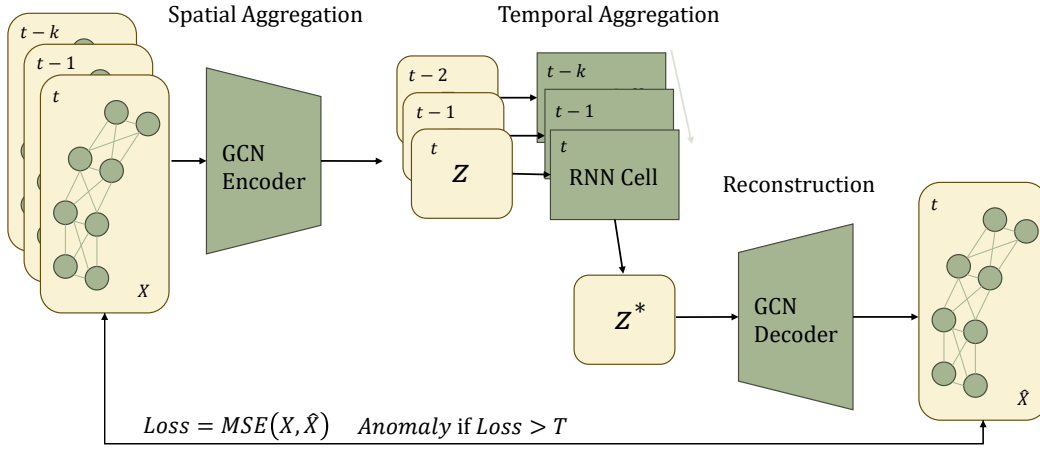 Spatial Aggregation
Temporal Aggregation
t − k
t − 1
t
X
GCN
Encoder
t − 2
t − 1
t
z
t − k
t − 1
t
RNN Cell
Reconstruction
z*
GCN
Decoder
t
X̂
Loss = MSE(X, X̂) Anomaly if Loss > T